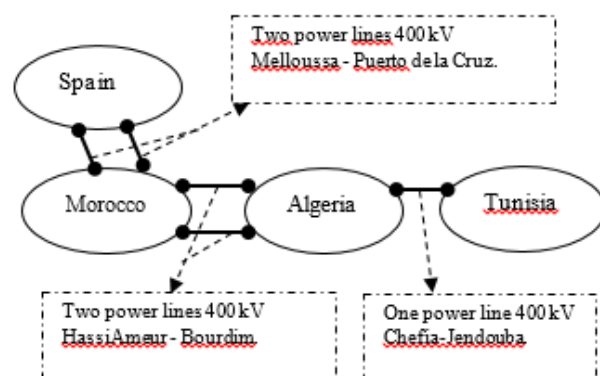 Two power lines 400 kV
Melloussa - Puerto de la Cruz.
Spain
Morocco
Algeria
Tunisia
Two power lines 400 kV
HassiAmeur - Bourdim.
One power line 400 kV
Chefia-Jendouba